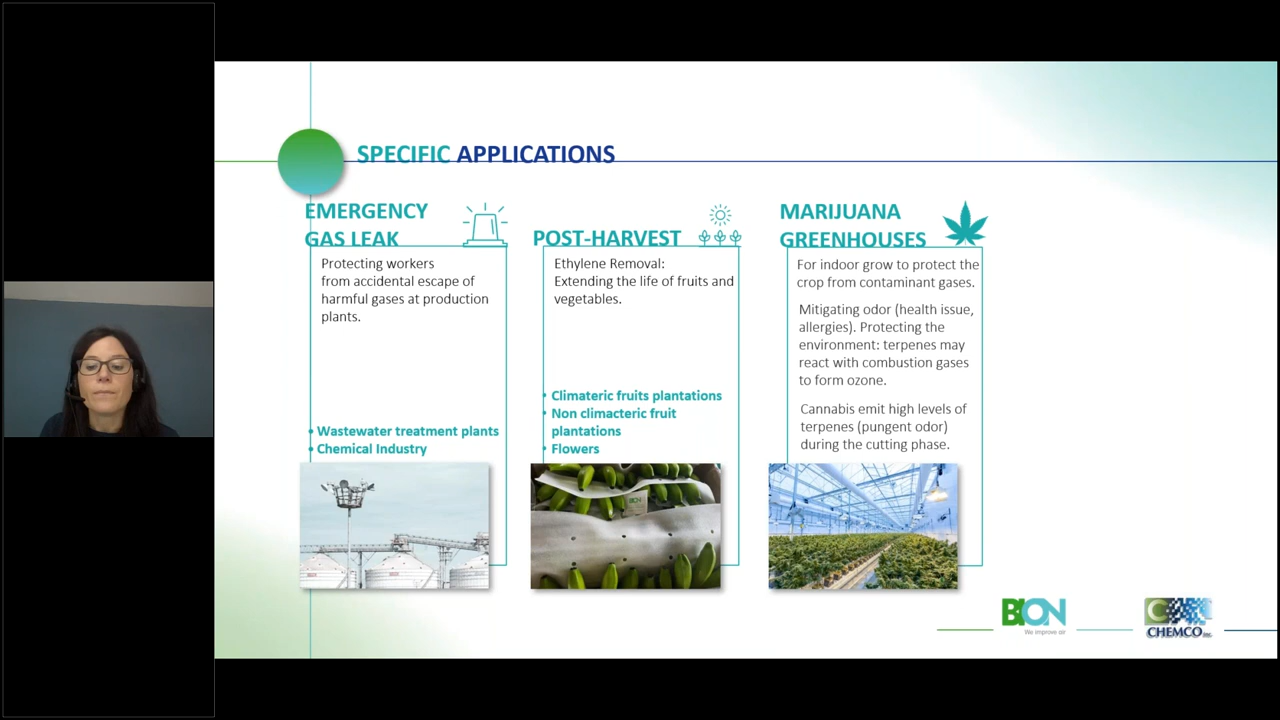 SPECIFIC APPLICATIONS
EMERGENCY
GAS LEAK
Protecting workers
from accidental escape of
harmful gases at production
plants.
• Wastewater treatment plants
• Chemical Industry
POST-HARVEST
Ethylene Removal:
Extending the life of fruits and
vegetables.
• Climateric fruits plantations
• Non climacteric fruit
plantations
• Flowers
BION
MARIJUANA
GREENHOUSES
For indoor grow to protect the
crop from contaminant gases.
Mitigating odor (health issue,
allergies). Protecting the
environment: terpenes may
react with combustion gases
to form ozone.
Cannabis emit high levels of
terpenes (pungent odor)
during the cutting phase.
BION
We improve air
CHEMCO Inc.